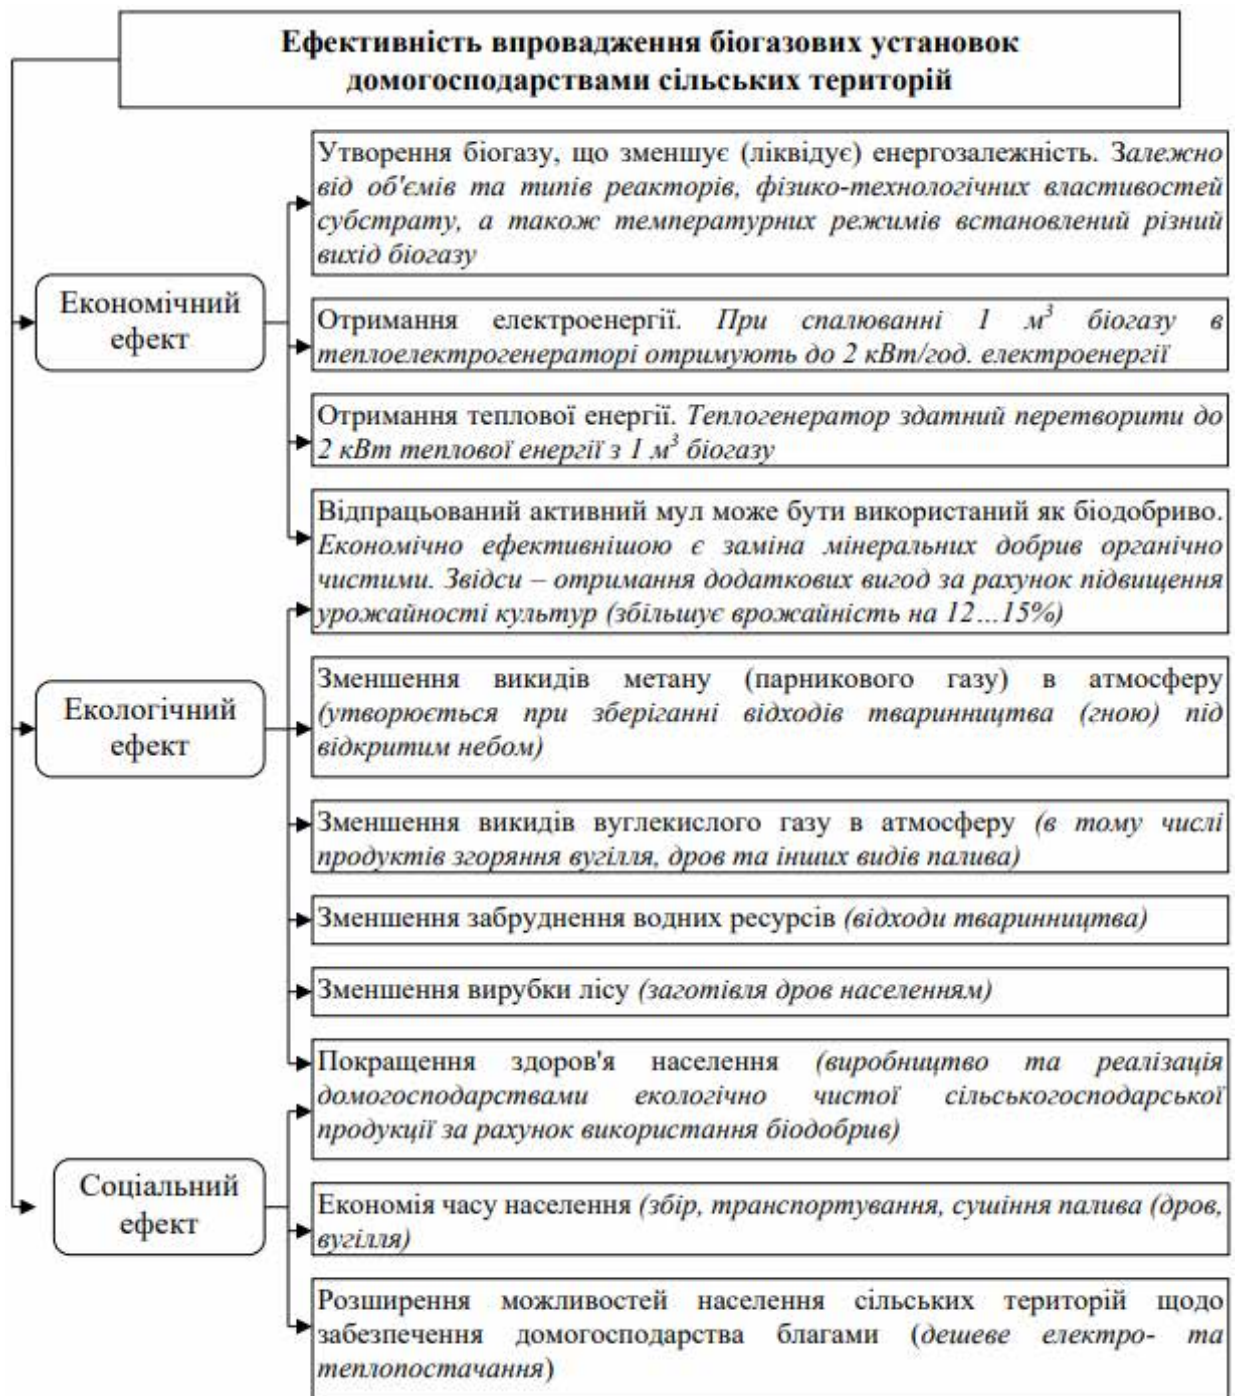 Ефективність впровадження біогазових установок
домогосподарствами сільських територій
Утворення біогазу, що зменшує (ліквідує) енергозалежність. Залежно
від об'ємів та типів реакторів, фізико-технологічних властивостей
субстрату, а також температурних режимів встановлений різний
вихід біогазу
Економічний
ефект
Отримання електроенергії. При спалюванні 1 м³ біогазу в
теплоелектрогенераторі отримують до 2 кВт/год. електроенергії
Отримання теплової енергії. Теплогенератор здатний перетворити до
2 кВт теплової енергії з 1 м³ біогазу
Відпрацьований активний мул може бути використаний як біодобриво.
Економічно ефективнішою є заміна мінеральних добрив органічно
чистими. Звідси – отримання додаткових вигод за рахунок підвищення
урожайності культур (збільшує врожайність на 12…15%)
Екологічний
ефект
Зменшення викидів метану (парникового газу) в атмосферу
(утворюється при зберіганні відходів тваринництва (гною) під
відкритим небом)
Зменшення викидів вуглекислого газу в атмосферу (в тому числі
продуктів згоряння вугілля, дров та інших видів палива)
Зменшення забруднення водних ресурсів (відходи тваринництва)
Зменшення вирубки лісу (заготівля дров населенням)
Покращення здоров'я населення (виробництво та реалізація
домогосподарствами екологічно чистої сільськогосподарської
продукції за рахунок використання біодобрив)
Соціальний
ефект
Економія часу населення (збір, транспортування, сушіння палива (дров,
вугілля)
Розширення можливостей населення сільських територій щодо
забезпечення домогосподарства благами (дешеве електро- та
теплопостачання)